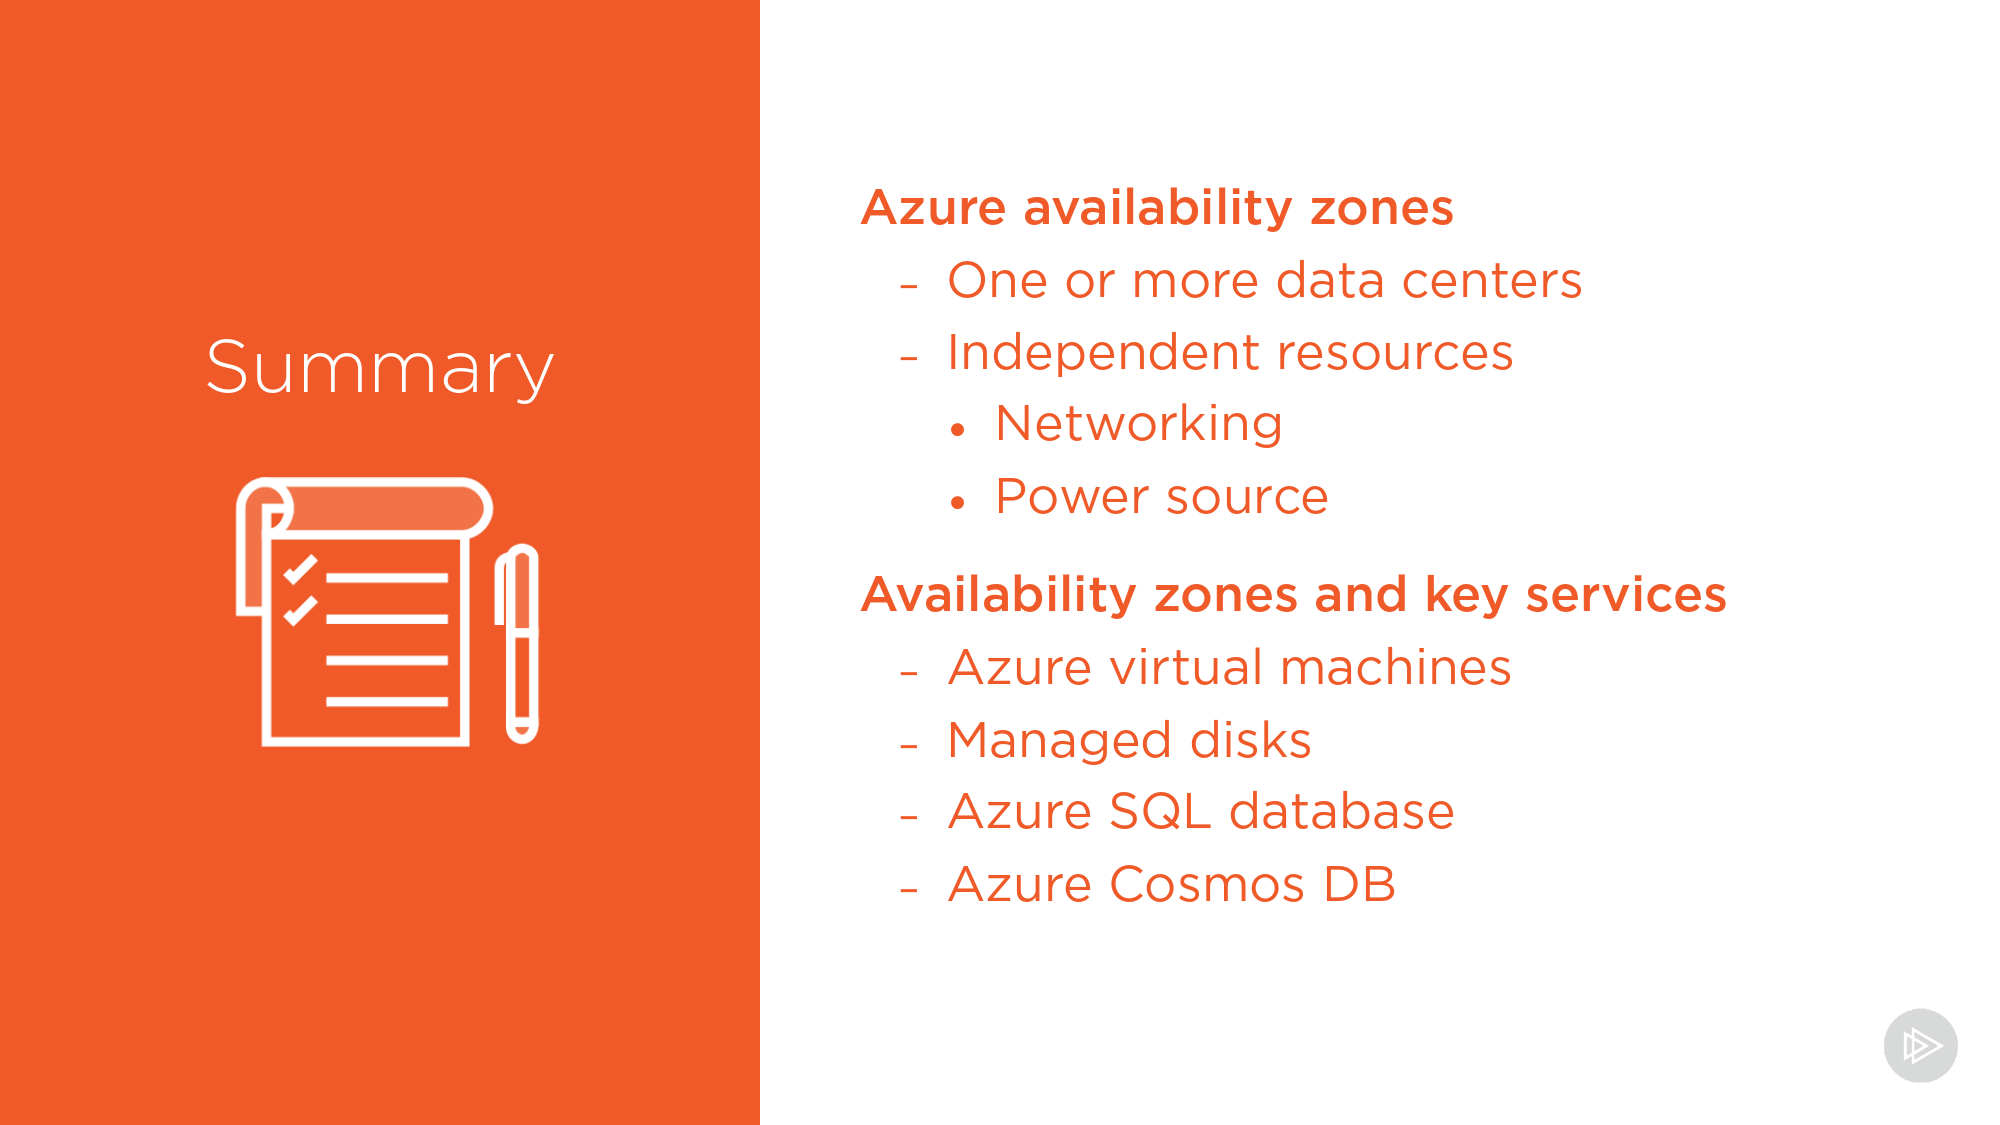 Summary
Azure availability zones
– One or more data centers
– Independent resources
• Networking
• Power source
Availability zones and key services
– Azure virtual machines
– Managed disks
– Azure SQL database
– Azure Cosmos DB